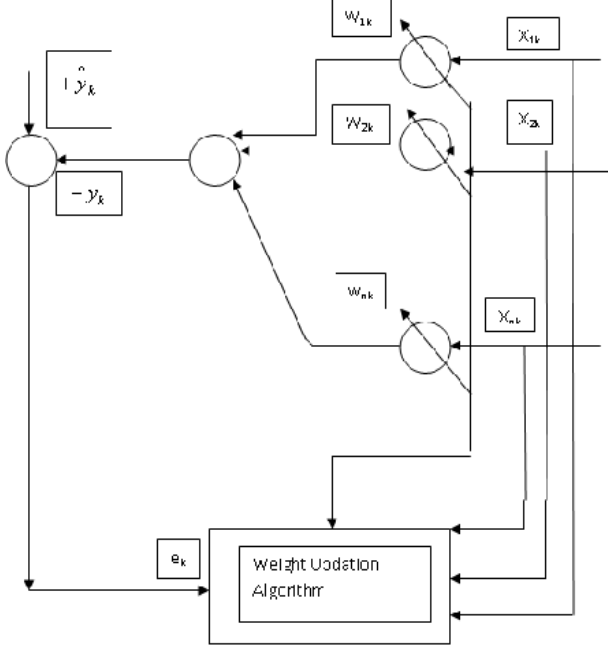 W₁ₖ
X₁ₖ
+ŷₖ
W₂ₖ
X₂ₖ
−yₖ
wₙₖ
Xₙₖ
eₖ
Weight Updation
Algorithm